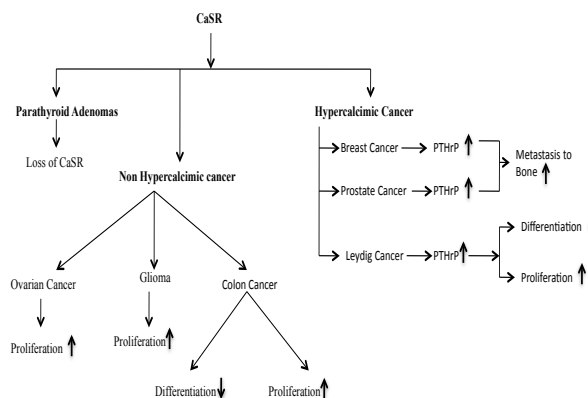 CaSR
Parathyroid Adenomas
Hypercalcimic Cancer
Loss of CaSR
Breast Cancer
PTHrP
Metastasis to
Bone
Non Hypercalcimic cancer
Prostate Cancer
PTHrP
Differentiation
Leydig Cancer
PTHrP
Proliferation
Ovarian Cancer
Glioma
Colon Cancer
Proliferation
Proliferation
Differentiation
Proliferation